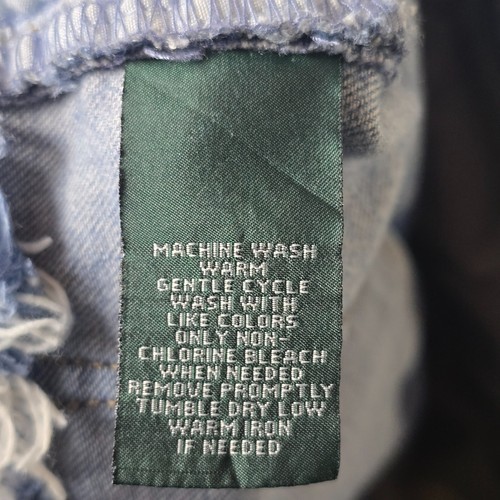 MACHINE WASH
WARM
GENTLE CYCLE
WASH WITH
LIKE COLORS
ONLY NON-
CHLORINE BLEACH
WHEN NEEDED
REMOVE PROMPTLY
TUMBLE DRY LOW
WARM IRON
IF NEEDED